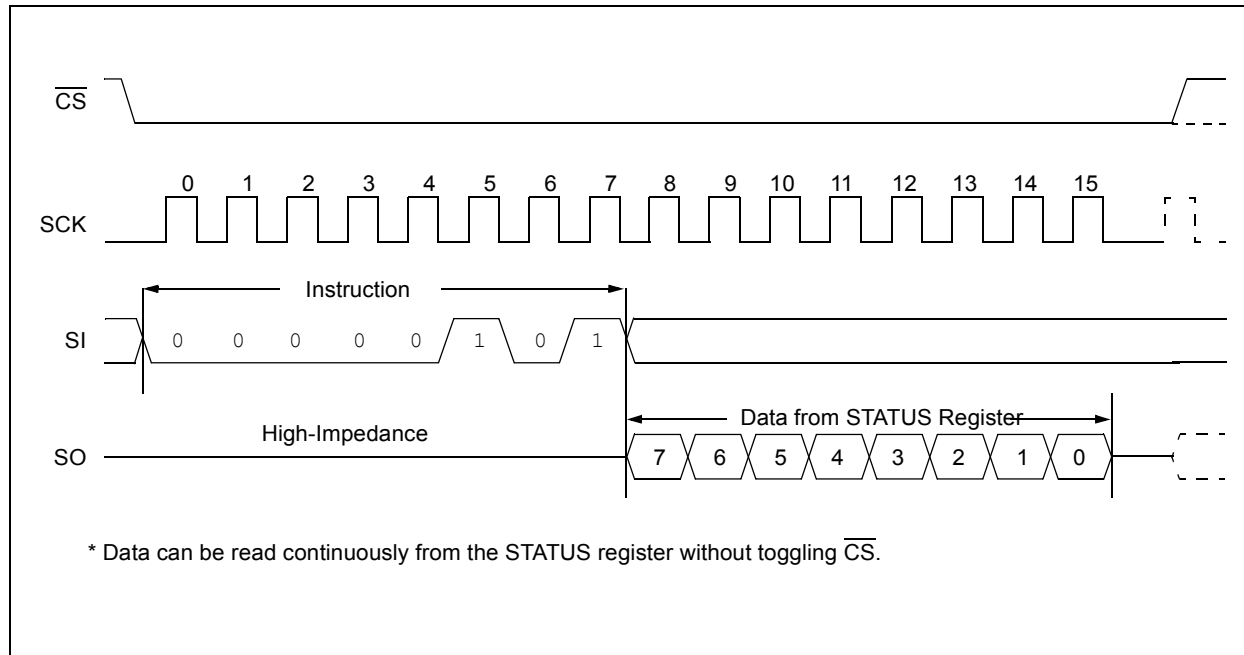 C̅S̅
0 1 2 3 4 5 6 7 8 9 10 11 12 13 14 15
SCK
Instruction
SI 0 0 0 0 0 1 0 1
Data from STATUS Register
High-Impedance
SO 7 6 5 4 3 2 1 0
* Data can be read continuously from the STATUS register without toggling C̅S̅.